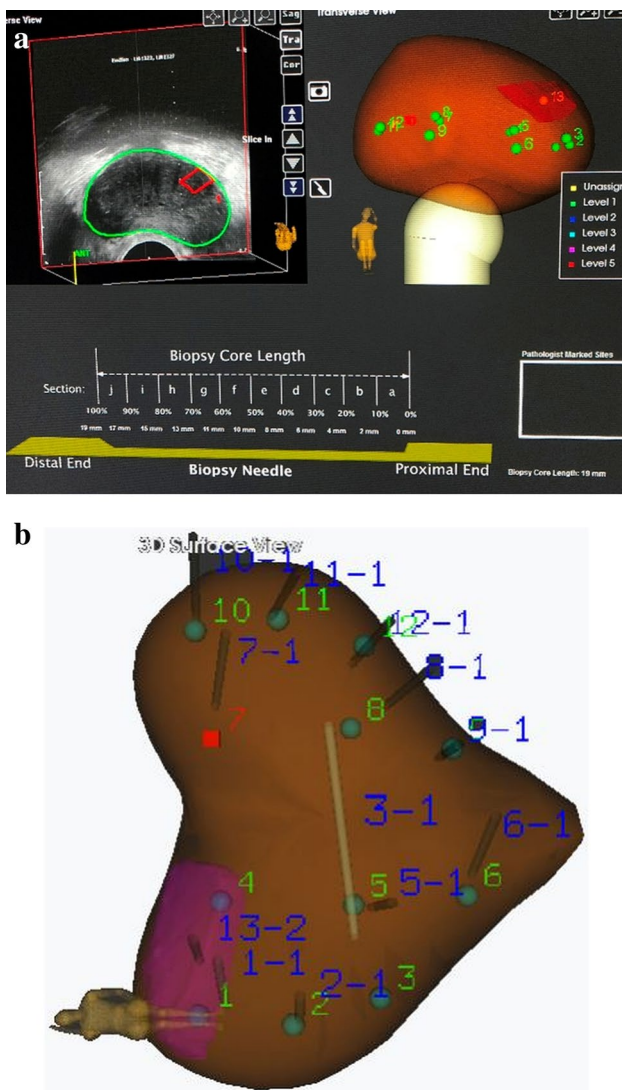 a
erse View
Transverse View
Sag
Tra
Cor
Slice In
ANT
13
8
7
9
5
6
3
2
Unassign
Level 1
Level 2
Level 3
Level 4
Level 5
Biopsy Core Length
Section: j i h g f e d c b a
100% 90% 80% 70% 60% 50% 40% 30% 20% 10% 0%
19 mm 17 mm 15 mm 13 mm 11 mm 10 mm 8 mm 6 mm 4 mm 2 mm 0 mm
Distal End
Biopsy Needle
Proximal End
Pathologist Marked Sites
Biopsy Core Length: 19 mm
b
3D Surface View
10-1
11-1
10
11
12-1
12
7-1
8-1
7
8
9-1
3-1
6-1
4
5
5-1
6
13-2
1-1
2-1
1
2
3